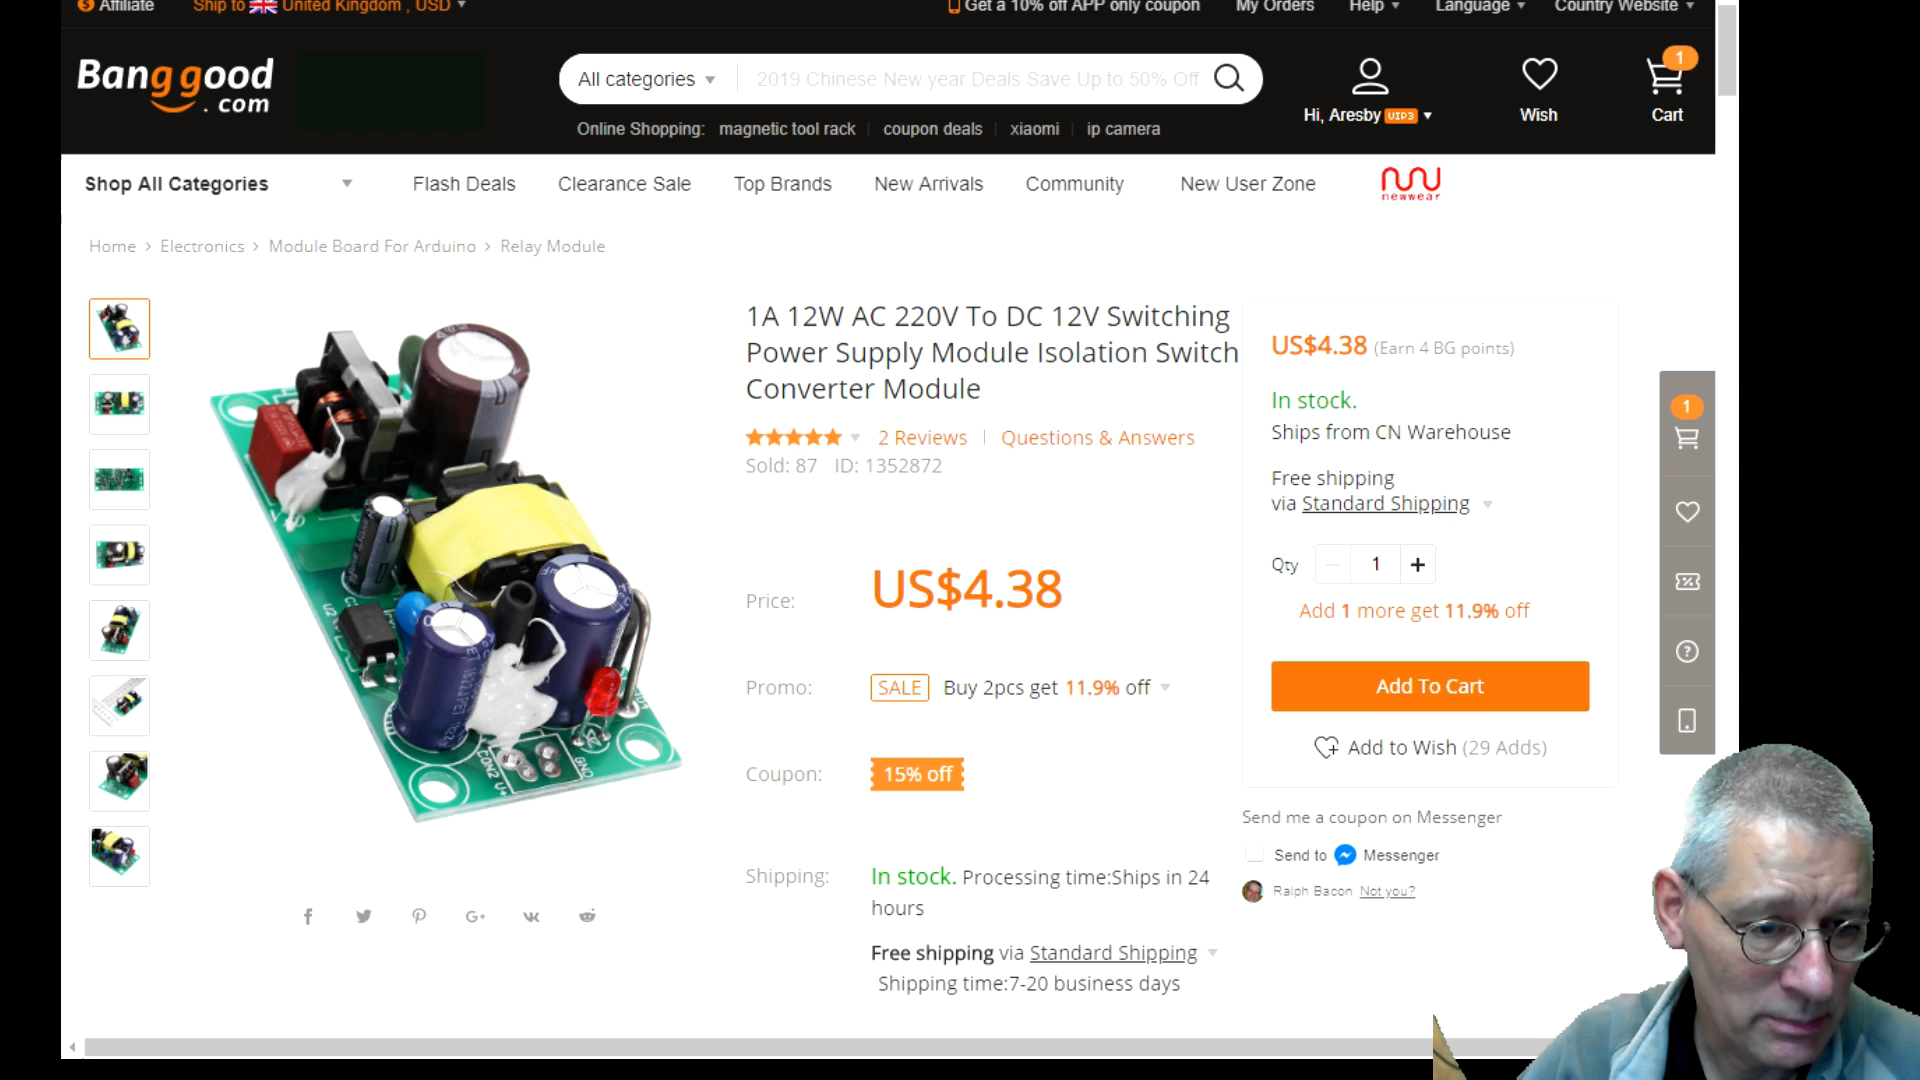 Affiliate
Ship to United Kingdom , USD
Get a 10% off APP only coupon
My Orders
Help
Language
Country Website
Banggood
.com
All categories
2019 Chinese New year Deals Save Up to 50% Off
Hi, Aresby VIP3
Wish
1
Cart
Online Shopping: magnetic tool rack coupon deals xiaomi ip camera
Shop All Categories
Flash Deals
Clearance Sale
Top Brands
New Arrivals
Community
New User Zone
newwear
Home > Electronics > Module Board For Arduino > Relay Module
1A 12W AC 220V To DC 12V Switching
Power Supply Module Isolation Switch
Converter Module
2 Reviews | Questions & Answers
Sold: 87 ID: 1352872
Price: US$4.38
Promo: SALE Buy 2pcs get 11.9% off
Coupon: 15% off
Shipping: In stock. Processing time:Ships in 24
hours
Free shipping via Standard Shipping
Shipping time:7-20 business days
CON2 V+
GND
US$4.38 (Earn 4 BG points)
In stock.
Ships from CN Warehouse
Free shipping
via Standard Shipping
Qty 1 +
Add 1 more get 11.9% off
Add To Cart
Add to Wish (29 Adds)
Send me a coupon on Messenger
Send to Messenger
Ralph Bacon Not you?
1